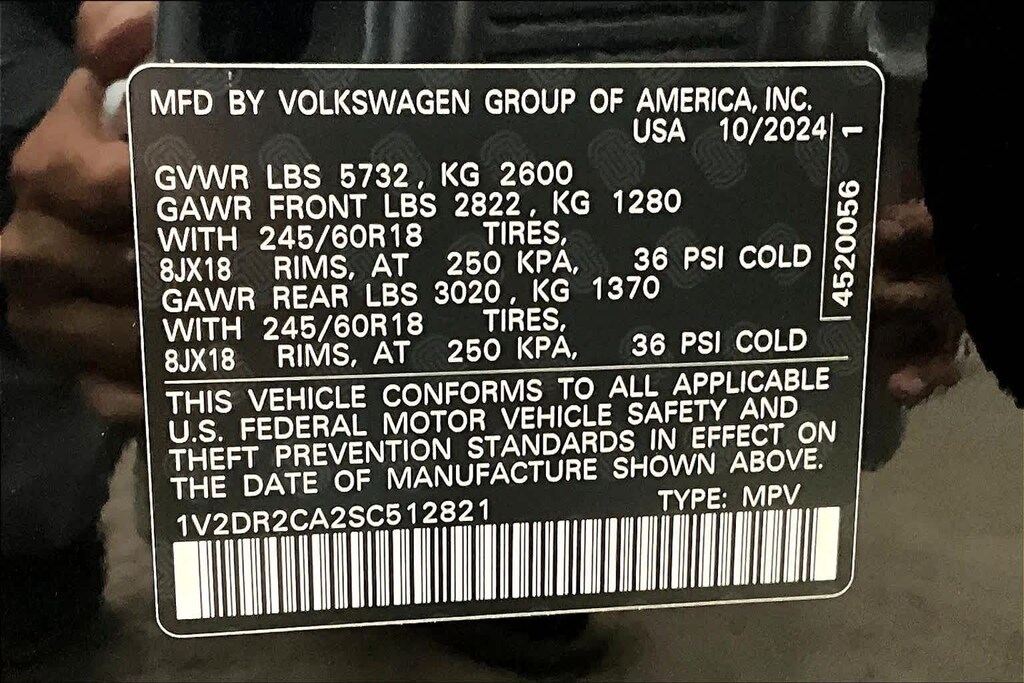 MFD BY VOLKSWAGEN GROUP OF AMERICA, INC.
USA 10/2024
GVWR LBS 5732, KG 2600
GAWR FRONT LBS 2822, KG 1280
WITH 245/60R18 TIRES,
8JX18 RIMS, AT 250 KPA, 36 PSI COLD
GAWR REAR LBS 3020, KG 1370
WITH 245/60R18 TIRES,
8JX18 RIMS, AT 250 KPA, 36 PSI COLD
4520056 1
THIS VEHICLE CONFORMS TO ALL APPLICABLE
U.S. FEDERAL MOTOR VEHICLE SAFETY AND
THEFT PREVENTION STANDARDS IN EFFECT ON
THE DATE OF MANUFACTURE SHOWN ABOVE.
1V2DR2CA2SC512821 TYPE: MPV